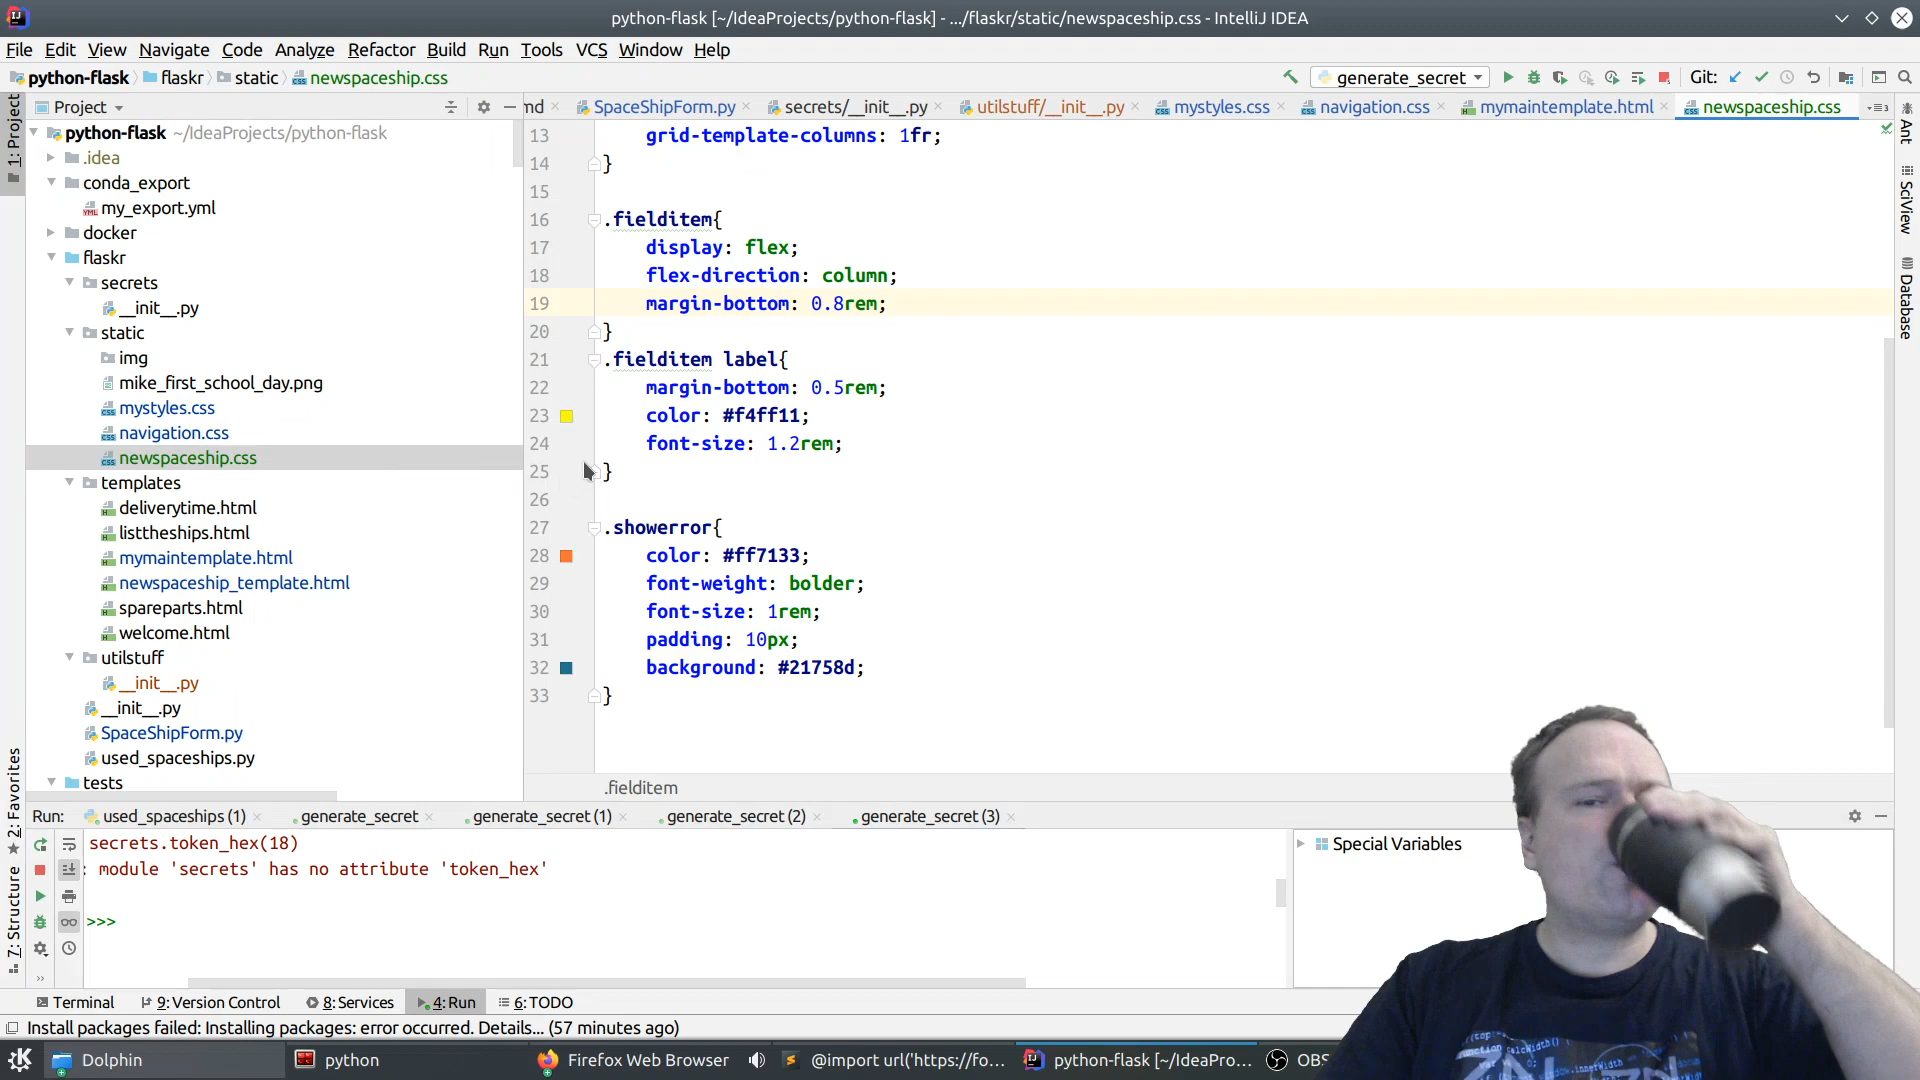 python-flask [~/IdeaProjects/python-flask] - .../flaskr/static/newspaceship.css - IntelliJ IDEA
File Edit View Navigate Code Analyze Refactor Build Run Tools VCS Window Help
python-flask flaskr static newspaceship.css
generate_secret
Git:
Project
md SpaceShipForm.py secrets/__init__.py utilstuff/__init__.py mystyles.css navigation.css mymaintemplate.html newspaceship.css
1: Project
2: Favorites
7: Structure
python-flask ~/IdeaProjects/python-flask
.idea
conda_export
my_export.yml
docker
flaskr
secrets
__init__.py
static
img
mike_first_school_day.png
mystyles.css
navigation.css
newspaceship.css
templates
deliverytime.html
listtheships.html
mymaintemplate.html
newspaceship_template.html
spareparts.html
welcome.html
utilstuff
__init__.py
__init__.py
SpaceShipForm.py
used_spaceships.py
tests
13 grid-template-columns: 1fr;
14 }
15
16 .fielditem{
17 display: flex;
18 flex-direction: column;
19 margin-bottom: 0.8rem;
20 }
21 .fielditem label{
22 margin-bottom: 0.5rem;
23 color: #f4ff11;
24 font-size: 1.2rem;
25 }
26
27 .showerror{
28 color: #ff7133;
29 font-weight: bolder;
30 font-size: 1rem;
31 padding: 10px;
32 background: #21758d;
33 }
.fielditem
Ant
SciView
Database
Run: used_spaceships (1) generate_secret generate_secret (1) generate_secret (2) generate_secret (3)
secrets.token_hex(18)
: module 'secrets' has no attribute 'token_hex'
>>>
Special Variables
Terminal 9: Version Control 8: Services 4: Run 6: TODO
Install packages failed: Installing packages: error occurred. Details... (57 minutes ago)
Dolphin python Firefox Web Browser @import url('https://fo... python-flask [~/IdeaPro... OBS